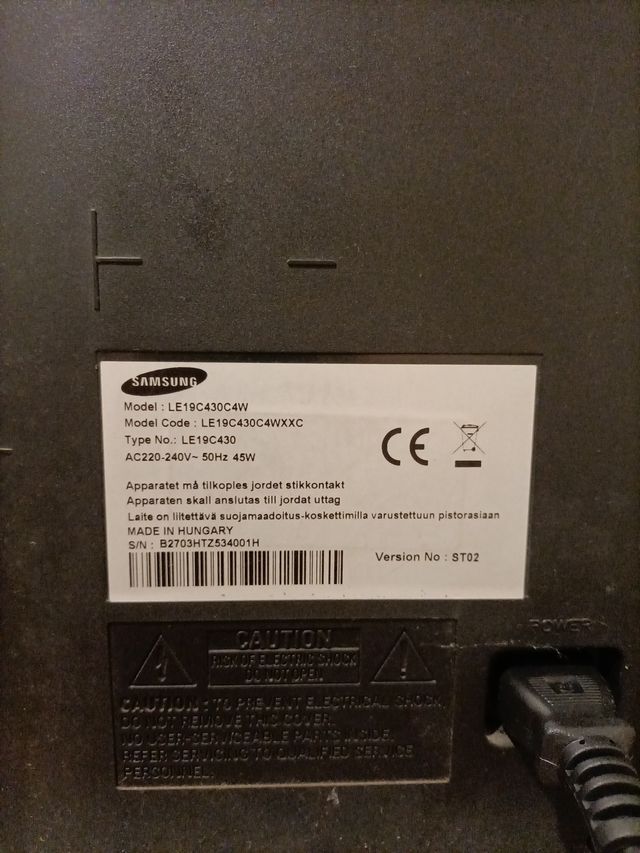 SAMSUNG
Model : LE19C430C4W
Model Code : LE19C430C4WXXC
Type No.: LE19C430
AC220-240V~ 50Hz 45W
CE
Apparatet må tilkoples jordet stikkontakt
Apparaten skall anslutas till jordat uttag
Laite on liitettävä suojamaadoitus-koskettimilla varustettuun pistorasiaan
MADE IN HUNGARY
S/N : B2703HTZ534001H
Version No : ST02
POWER
CAUTION
RISK OF ELECTRIC SHOCK
DO NOT OPEN
CAUTION : TO PREVENT ELECTRICAL SHOCK,
DO NOT REMOVE THIS COVER.
NO USER-SERVICEABLE PARTS INSIDE.
REFER SERVICING TO QUALIFIED SERVICE
PERSONNEL.